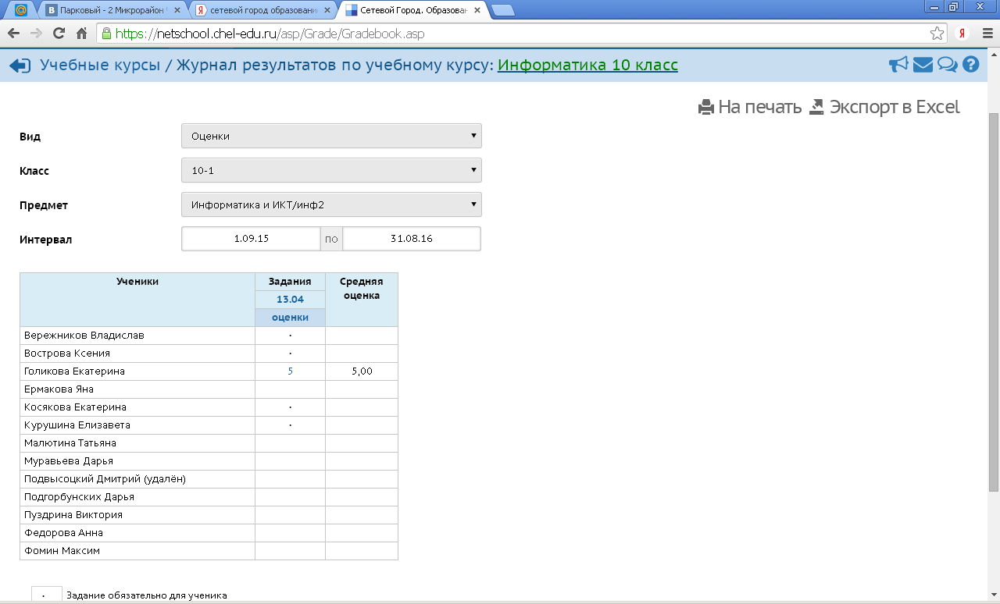 Парковый - 2 Микрорайон
сетевой город образовани
Сетевой Город. Образован
https://netschool.chel-edu.ru/asp/Grade/Gradebook.asp
Учебные курсы / Журнал результатов по учебному курсу: Информатика 10 класс
На печать Экспорт в Excel
Вид Оценки
Класс 10-1
Предмет Информатика и ИКТ/инф2
Интервал 1.09.15 по 31.08.16
Ученики Задания Средняя оценка
13.04
оценки
Вережников Владислав ·
Вострова Ксения ·
Голикова Екатерина 5 5,00
Ермакова Яна
Косякова Екатерина ·
Курушина Елизавета ·
Малютина Татьяна
Муравьева Дарья
Подвысоцкий Дмитрий (удалён)
Подгорбунских Дарья
Пуздрина Виктория
Федорова Анна
Фомин Максим
· Задание обязательно для ученика